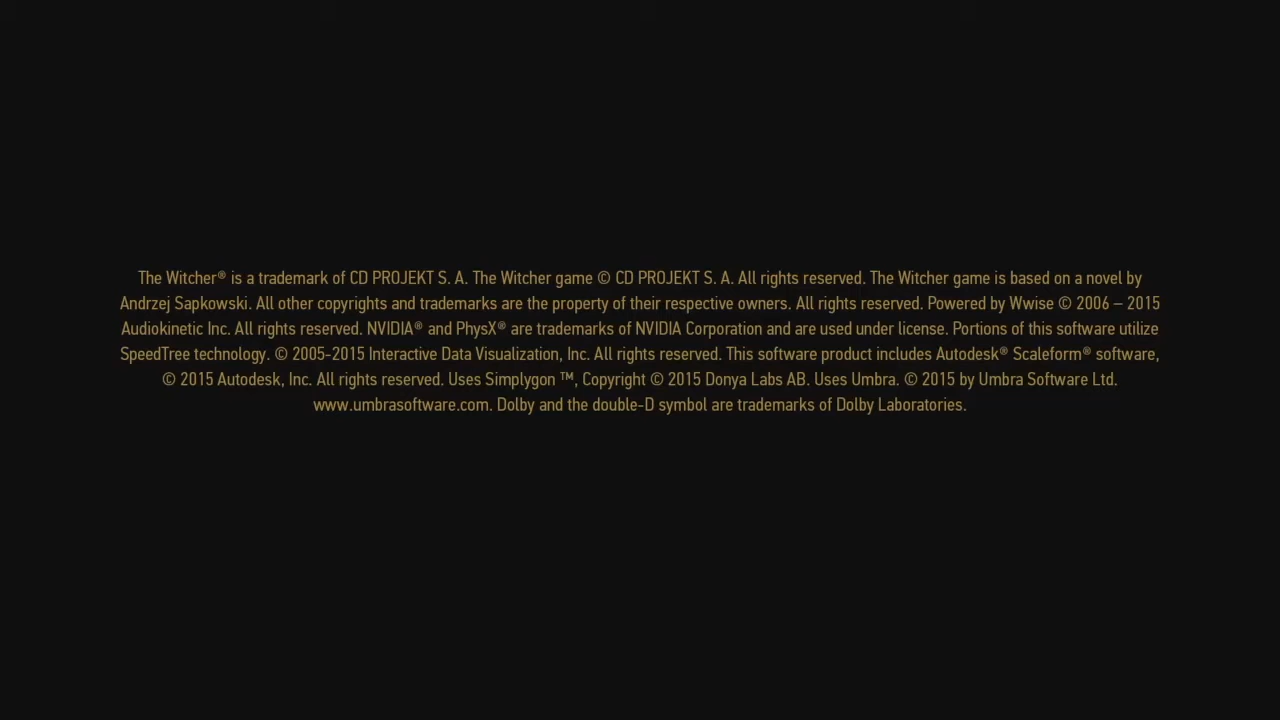 The Witcher® is a trademark of CD PROJEKT S. A. The Witcher game © CD PROJEKT S. A. All rights reserved. The Witcher game is based on a novel by
Andrzej Sapkowski. All other copyrights and trademarks are the property of their respective owners. All rights reserved. Powered by Wwise © 2006 – 2015
Audiokinetic Inc. All rights reserved. NVIDIA® and PhysX® are trademarks of NVIDIA Corporation and are used under license. Portions of this software utilize
SpeedTree technology. © 2005-2015 Interactive Data Visualization, Inc. All rights reserved. This software product includes Autodesk® Scaleform® software,
© 2015 Autodesk, Inc. All rights reserved. Uses Simplygon ™, Copyright © 2015 Donya Labs AB. Uses Umbra. © 2015 by Umbra Software Ltd.
www.umbrasoftware.com. Dolby and the double-D symbol are trademarks of Dolby Laboratories.